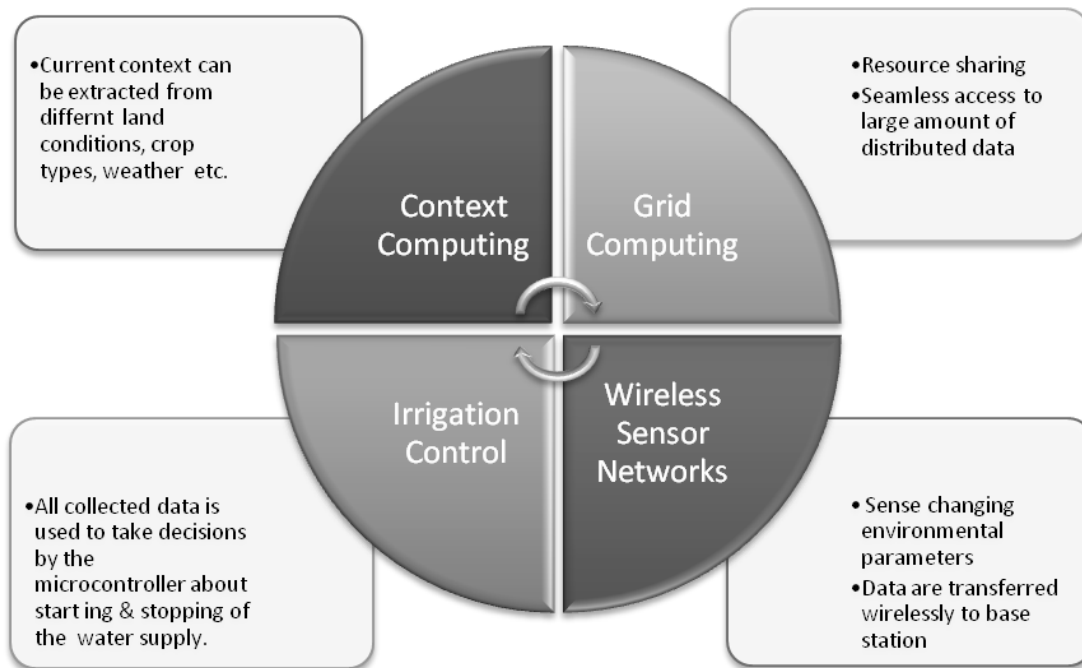 •Current context can
be extracted from
differnt land
conditions, crop
types, weather etc.
•Resource sharing
•Seamless access to
large amount of
distributed data
Context
Computing
Grid
Computing
Irrigation
Control
Wireless
Sensor
Networks
•All collected data is
used to take decisions
by the
microcontroller about
starting & stopping of
the water supply.
•Sense changing
environmental
parameters
•Data are transferred
wirelessly to base
station